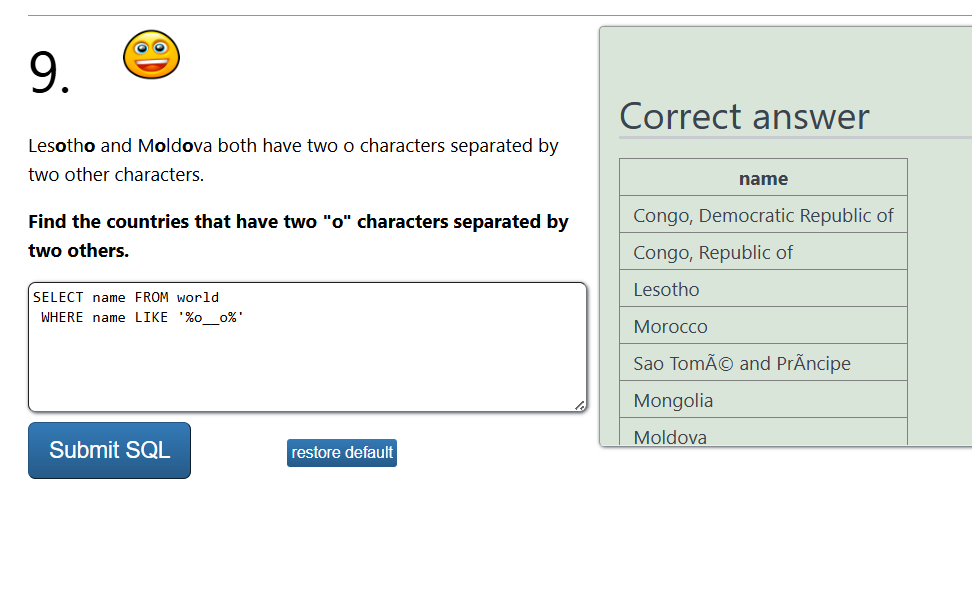 9.
Lesotho and Moldova both have two o characters separated by
two other characters.
Find the countries that have two "o" characters separated by
two others.
SELECT name FROM world
WHERE name LIKE '%o__o%'
Submit SQL
restore default
Correct answer
name
Congo, Democratic Republic of
Congo, Republic of
Lesotho
Morocco
Sao TomÃ© and PrÃncipe
Mongolia
Moldova